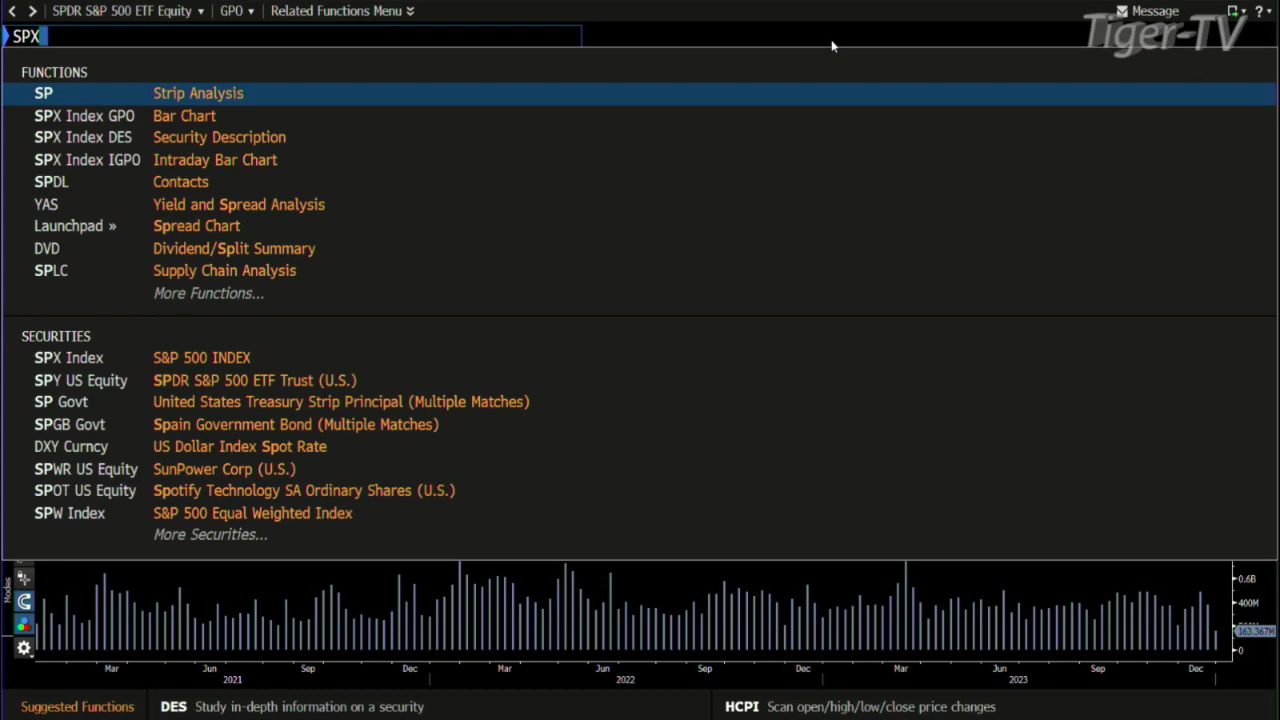 SPDR S&P 500 ETF Equity GPO Related Functions Menu Message ?
SPX
Tiger-TV
FUNCTIONS
SP Strip Analysis
SPX Index GPO Bar Chart
SPX Index DES Security Description
SPX Index IGPO Intraday Bar Chart
SPDL Contacts
YAS Yield and Spread Analysis
Launchpad » Spread Chart
DVD Dividend/Split Summary
SPLC Supply Chain Analysis
More Functions...
SECURITIES
SPX Index S&P 500 INDEX
SPY US Equity SPDR S&P 500 ETF Trust (U.S.)
SP Govt United States Treasury Strip Principal (Multiple Matches)
SPGB Govt Spain Government Bond (Multiple Matches)
DXY Curncy US Dollar Index Spot Rate
SPWR US Equity SunPower Corp (U.S.)
SPOT US Equity Spotify Technology SA Ordinary Shares (U.S.)
SPW Index S&P 500 Equal Weighted Index
More Securities...
Modes
0.6B
400M
163.367M
0
Mar Jun Sep Dec Mar Jun Sep Dec Mar Jun Sep Dec
2021 2022 2023
Suggested Functions DES Study in-depth information on a security HCPI Scan open/high/low/close price changes